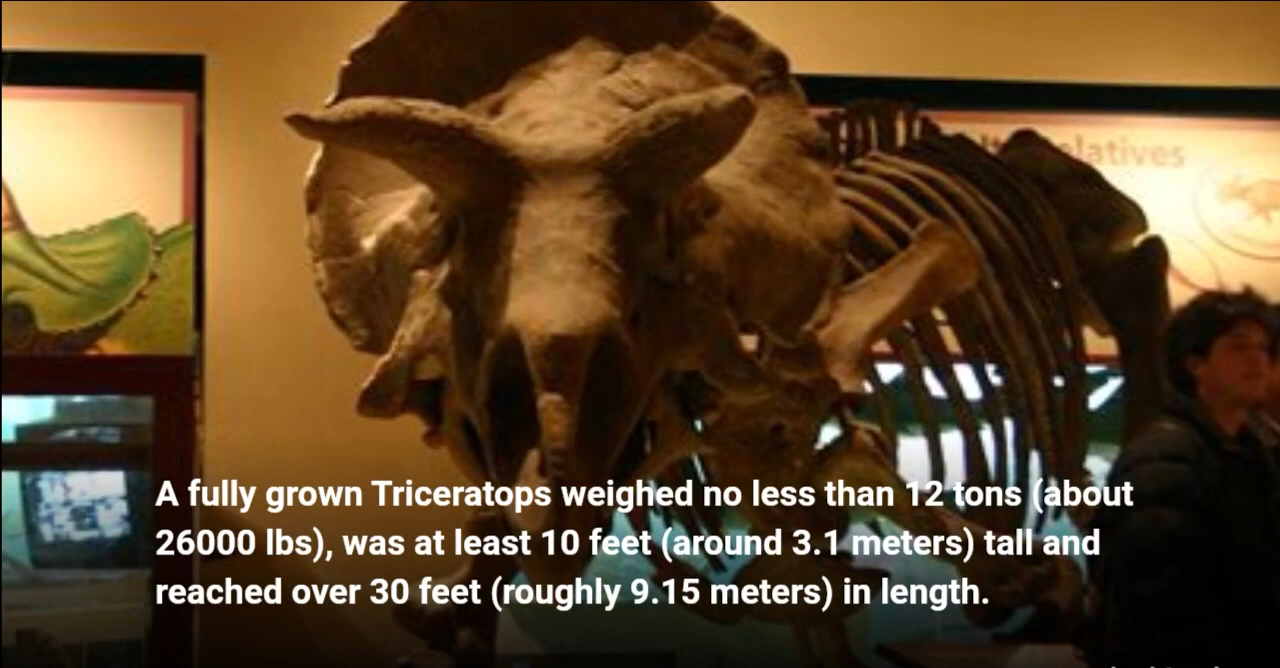 latives
A fully grown Triceratops weighed no less than 12 tons (about
26000 lbs), was at least 10 feet (around 3.1 meters) tall and
reached over 30 feet (roughly 9.15 meters) in length.